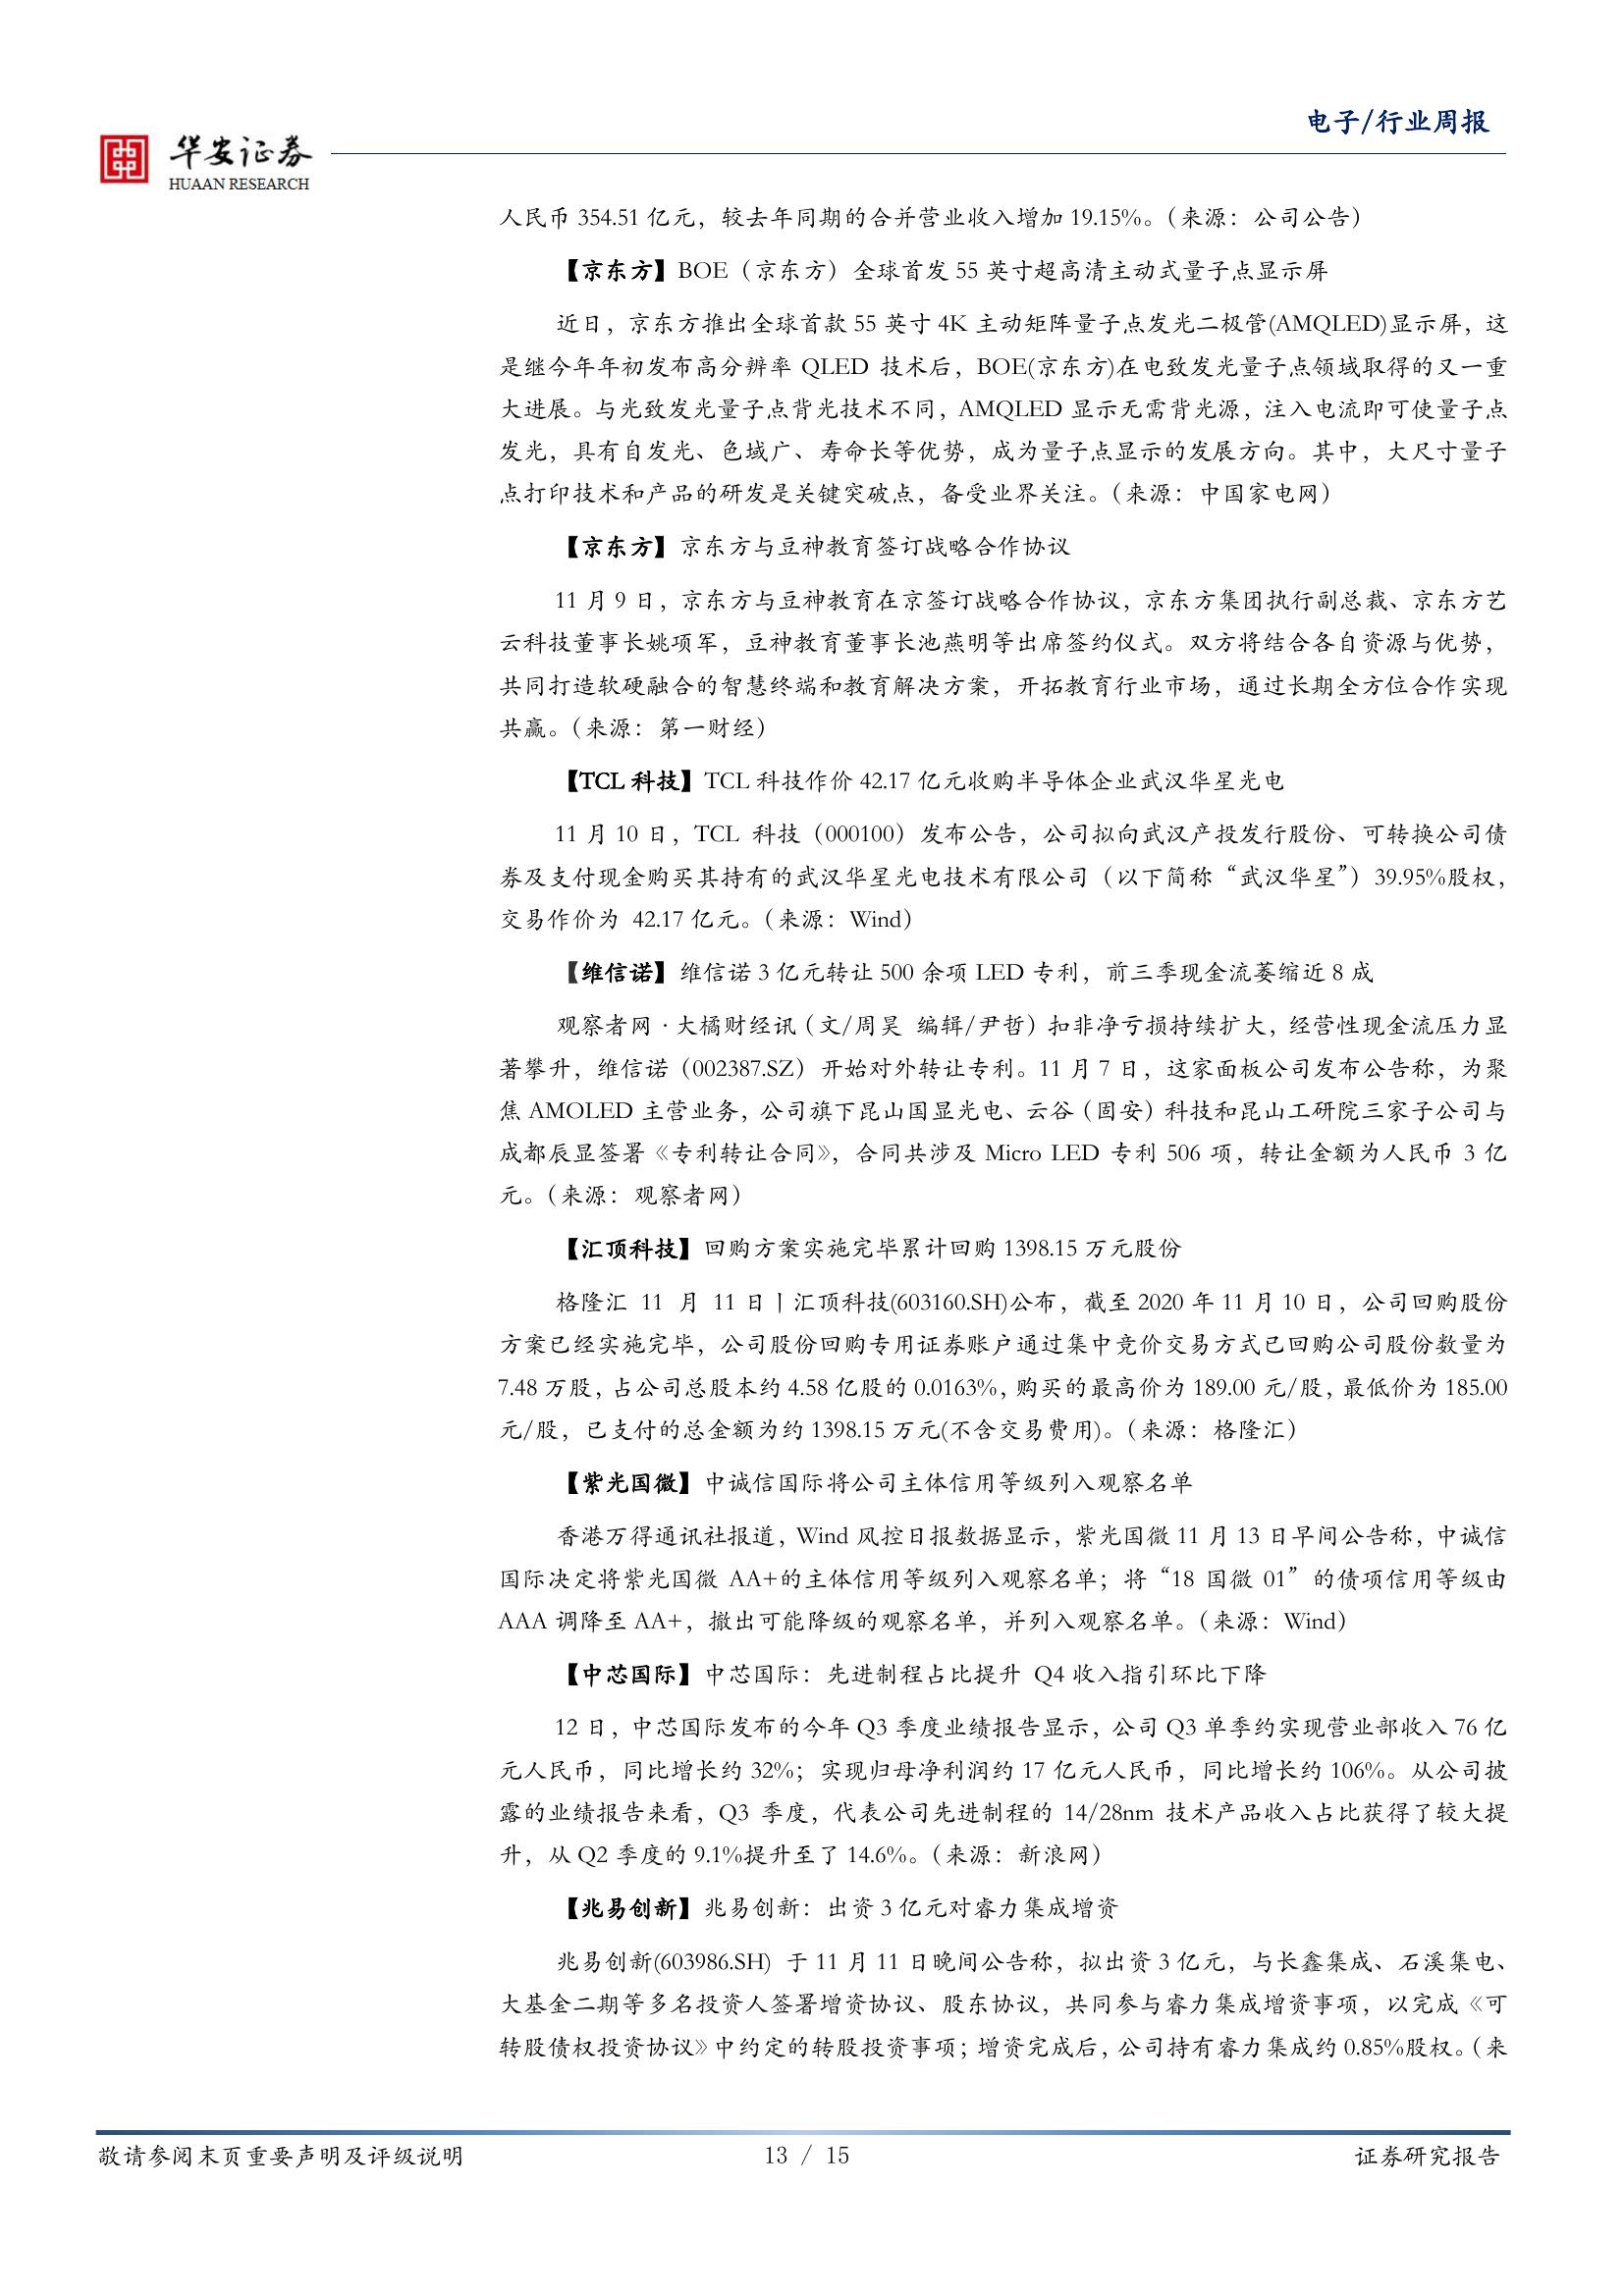 电子/行业周报
华安证券
HUAAN RESEARCH
人民币 354.51 亿元，较去年同期的合并营业收入增加 19.15%。（来源：公司公告）
【京东方】BOE（京东方）全球首发 55 英寸超高清主动式量子点显示屏
近日，京东方推出全球首款 55 英寸 4K 主动矩阵量子点发光二极管(AMQLED)显示屏，这
是继今年年初发布高分辨率 QLED 技术后，BOE(京东方)在电致发光量子点领域取得的又一重
大进展。与光致发光量子点背光技术不同，AMQLED 显示无需背光源，注入电流即可使量子点
发光，具有自发光、色域广、寿命长等优势，成为量子点显示的发展方向。其中，大尺寸量子
点打印技术和产品的研发是关键突破点，备受业界关注。（来源：中国家电网）
【京东方】京东方与豆神教育签订战略合作协议
11 月 9 日，京东方与豆神教育在京签订战略合作协议，京东方集团执行副总裁、京东方艺
云科技董事长姚项军，豆神教育董事长池燕明等出席签约仪式。双方将结合各自资源与优势，
共同打造软硬融合的智慧终端和教育解决方案，开拓教育行业市场，通过长期全方位合作实现
共赢。（来源：第一财经）
【TCL 科技】TCL 科技作价 42.17 亿元收购半导体企业武汉华星光电
11 月 10 日，TCL 科技（000100）发布公告，公司拟向武汉产投发行股份、可转换公司债
券及支付现金购买其持有的武汉华星光电技术有限公司（以下简称“武汉华星”）39.95%股权，
交易作价为 42.17 亿元。（来源：Wind）
【维信诺】维信诺 3 亿元转让 500 余项 LED 专利，前三季现金流萎缩近 8 成
观察者网·大橘财经讯（文/周昊 编辑/尹哲）扣非净亏损持续扩大，经营性现金流压力显
著攀升，维信诺（002387.SZ）开始对外转让专利。11 月 7 日，这家面板公司发布公告称，为聚
焦 AMOLED 主营业务，公司旗下昆山国显光电、云谷（固安）科技和昆山工研院三家子公司与
成都辰显签署《专利转让合同》，合同共涉及 Micro LED 专利 506 项，转让金额为人民币 3 亿
元。（来源：观察者网）
【汇顶科技】回购方案实施完毕累计回购 1398.15 万元股份
格隆汇 11 月 11 日丨汇顶科技(603160.SH)公布，截至 2020 年 11 月 10 日，公司回购股份
方案已经实施完毕，公司股份回购专用证券账户通过集中竞价交易方式已回购公司股份数量为
7.48 万股，占公司总股本约 4.58 亿股的 0.0163%，购买的最高价为 189.00 元/股，最低价为 185.00
元/股，已支付的总金额为约 1398.15 万元(不含交易费用)。（来源：格隆汇）
【紫光国微】中诚信国际将公司主体信用等级列入观察名单
香港万得通讯社报道，Wind 风控日报数据显示，紫光国微 11 月 13 日早间公告称，中诚信
国际决定将紫光国微 AA+的主体信用等级列入观察名单；将“18 国微 01”的债项信用等级由
AAA 调降至 AA+，撤出可能降级的观察名单，并列入观察名单。（来源：Wind）
【中芯国际】中芯国际：先进制程占比提升 Q4 收入指引环比下降
12 日，中芯国际发布的今年 Q3 季度业绩报告显示，公司 Q3 单季约实现营业部收入 76 亿
元人民币，同比增长约 32%；实现归母净利润约 17 亿元人民币，同比增长约 106%。从公司披
露的业绩报告来看，Q3 季度，代表公司先进制程的 14/28nm 技术产品收入占比获得了较大提
升，从 Q2 季度的 9.1%提升至了 14.6%。（来源：新浪网）
【兆易创新】兆易创新：出资 3 亿元对睿力集成增资
兆易创新(603986.SH) 于 11 月 11 日晚间公告称，拟出资 3 亿元，与长鑫集成、石溪集电、
大基金二期等多名投资人签署增资协议、股东协议，共同参与睿力集成增资事项，以完成《可
转股债权投资协议》中约定的转股投资事项；增资完成后，公司持有睿力集成约 0.85%股权。（来
敬请参阅末页重要声明及评级说明
13 / 15
证券研究报告